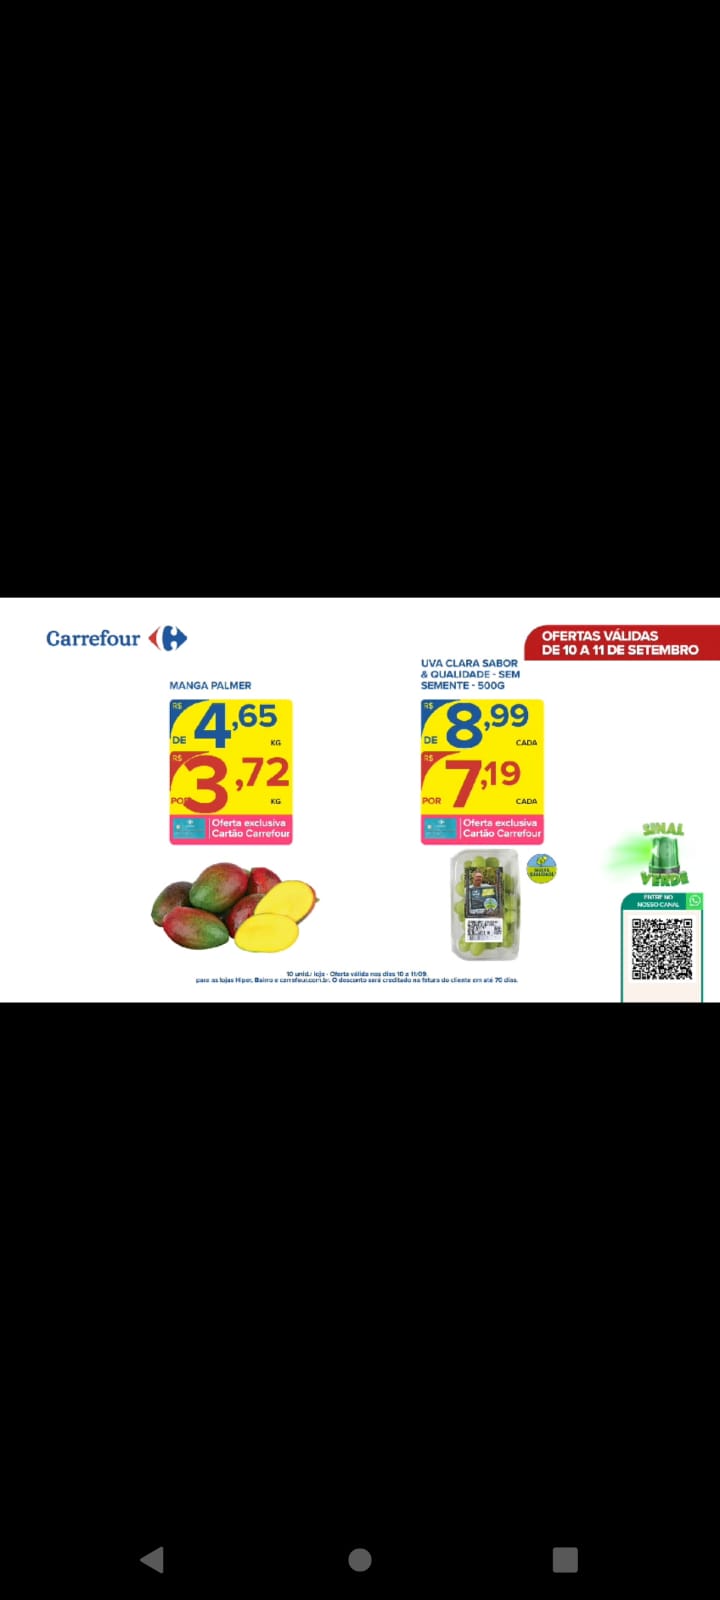 Carrefour
OFERTAS VÁLIDAS
DE 10 A 11 DE SETEMBRO
MANGA PALMER
R$
DE 4,65
KG
R$
POR 3,72
KG
Oferta exclusiva
Cartão Carrefour
UVA CLARA SABOR
& QUALIDADE - SEM
SEMENTE - 500G
R$
DE 8,99
CADA
R$
POR 7,19
CADA
Oferta exclusiva
Cartão Carrefour
SINAL
VERDE
ENTRE NO
NOSSO CANAL
10 unid./ loja - Oferta válida nos dias 10 a 11/09.
para as lojas Hiper, Bairro e carrefour.com.br. O desconto será creditado na fatura do cliente em até 70 dias.